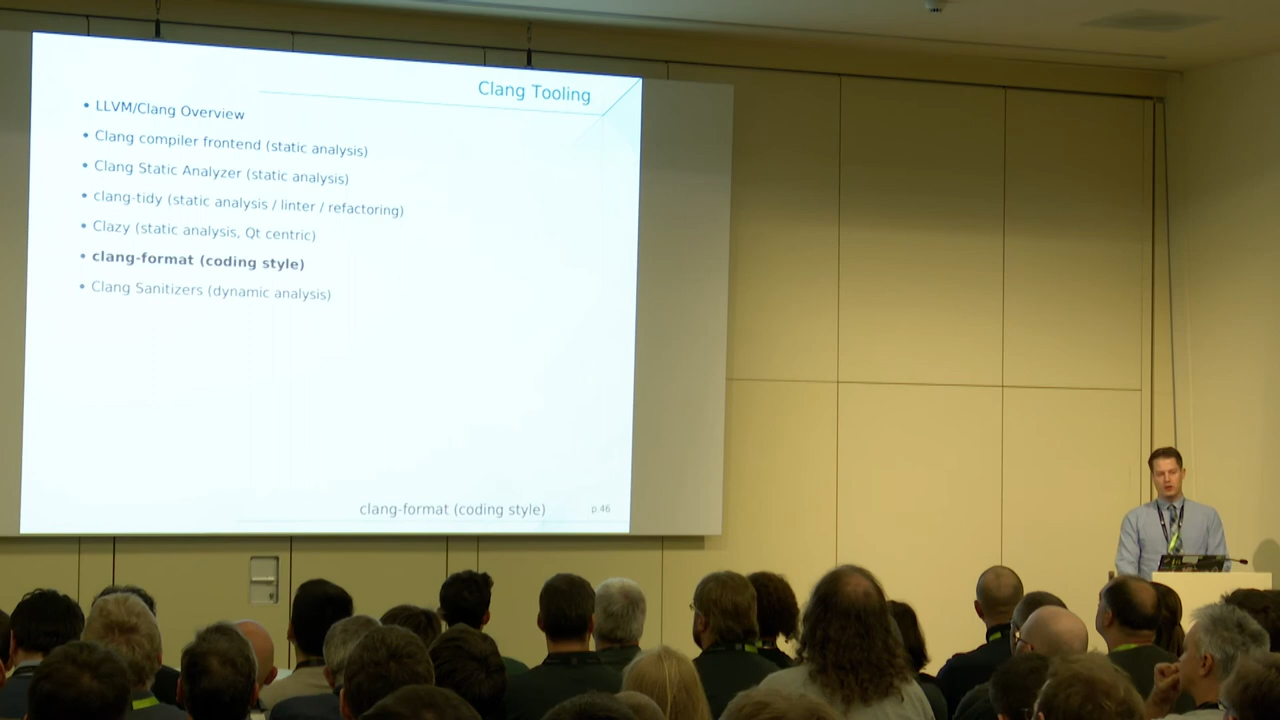 Clang Tooling
• LLVM/Clang Overview
• Clang compiler frontend (static analysis)
• Clang Static Analyzer (static analysis)
• clang-tidy (static analysis / linter / refactoring)
• Clazy (static analysis, Qt centric)
• clang-format (coding style)
• Clang Sanitizers (dynamic analysis)
clang-format (coding style)
p.46